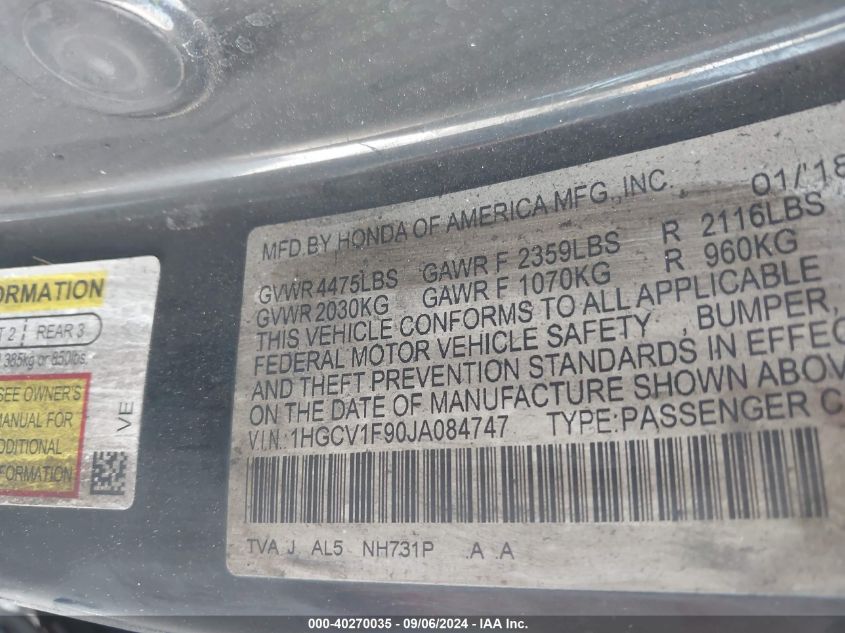 MFD. BY HONDA OF AMERICA MFG., INC. 01/'18
GVWR 4475LBS GAWR F 2359LBS R 2116LBS
GVWR 2030KG GAWR F 1070KG R 960KG
THIS VEHICLE CONFORMS TO ALL APPLICABLE
FEDERAL MOTOR VEHICLE SAFETY , BUMPER,
AND THEFT PREVENTION STANDARDS IN EFFEC
ON THE DATE OF MANUFACTURE SHOWN ABOV
V.I.N.:1HGCV1F90JA084747 TYPE:PASSENGER C
TVA J AL5 NH731P A A
ORMATION
T 2 REAR 3
385kg or 850lbs.
SEE OWNER'S
MANUAL FOR
DDITIONAL
FORMATION
VE
000-40270035 - 09/06/2024 - IAA Inc.